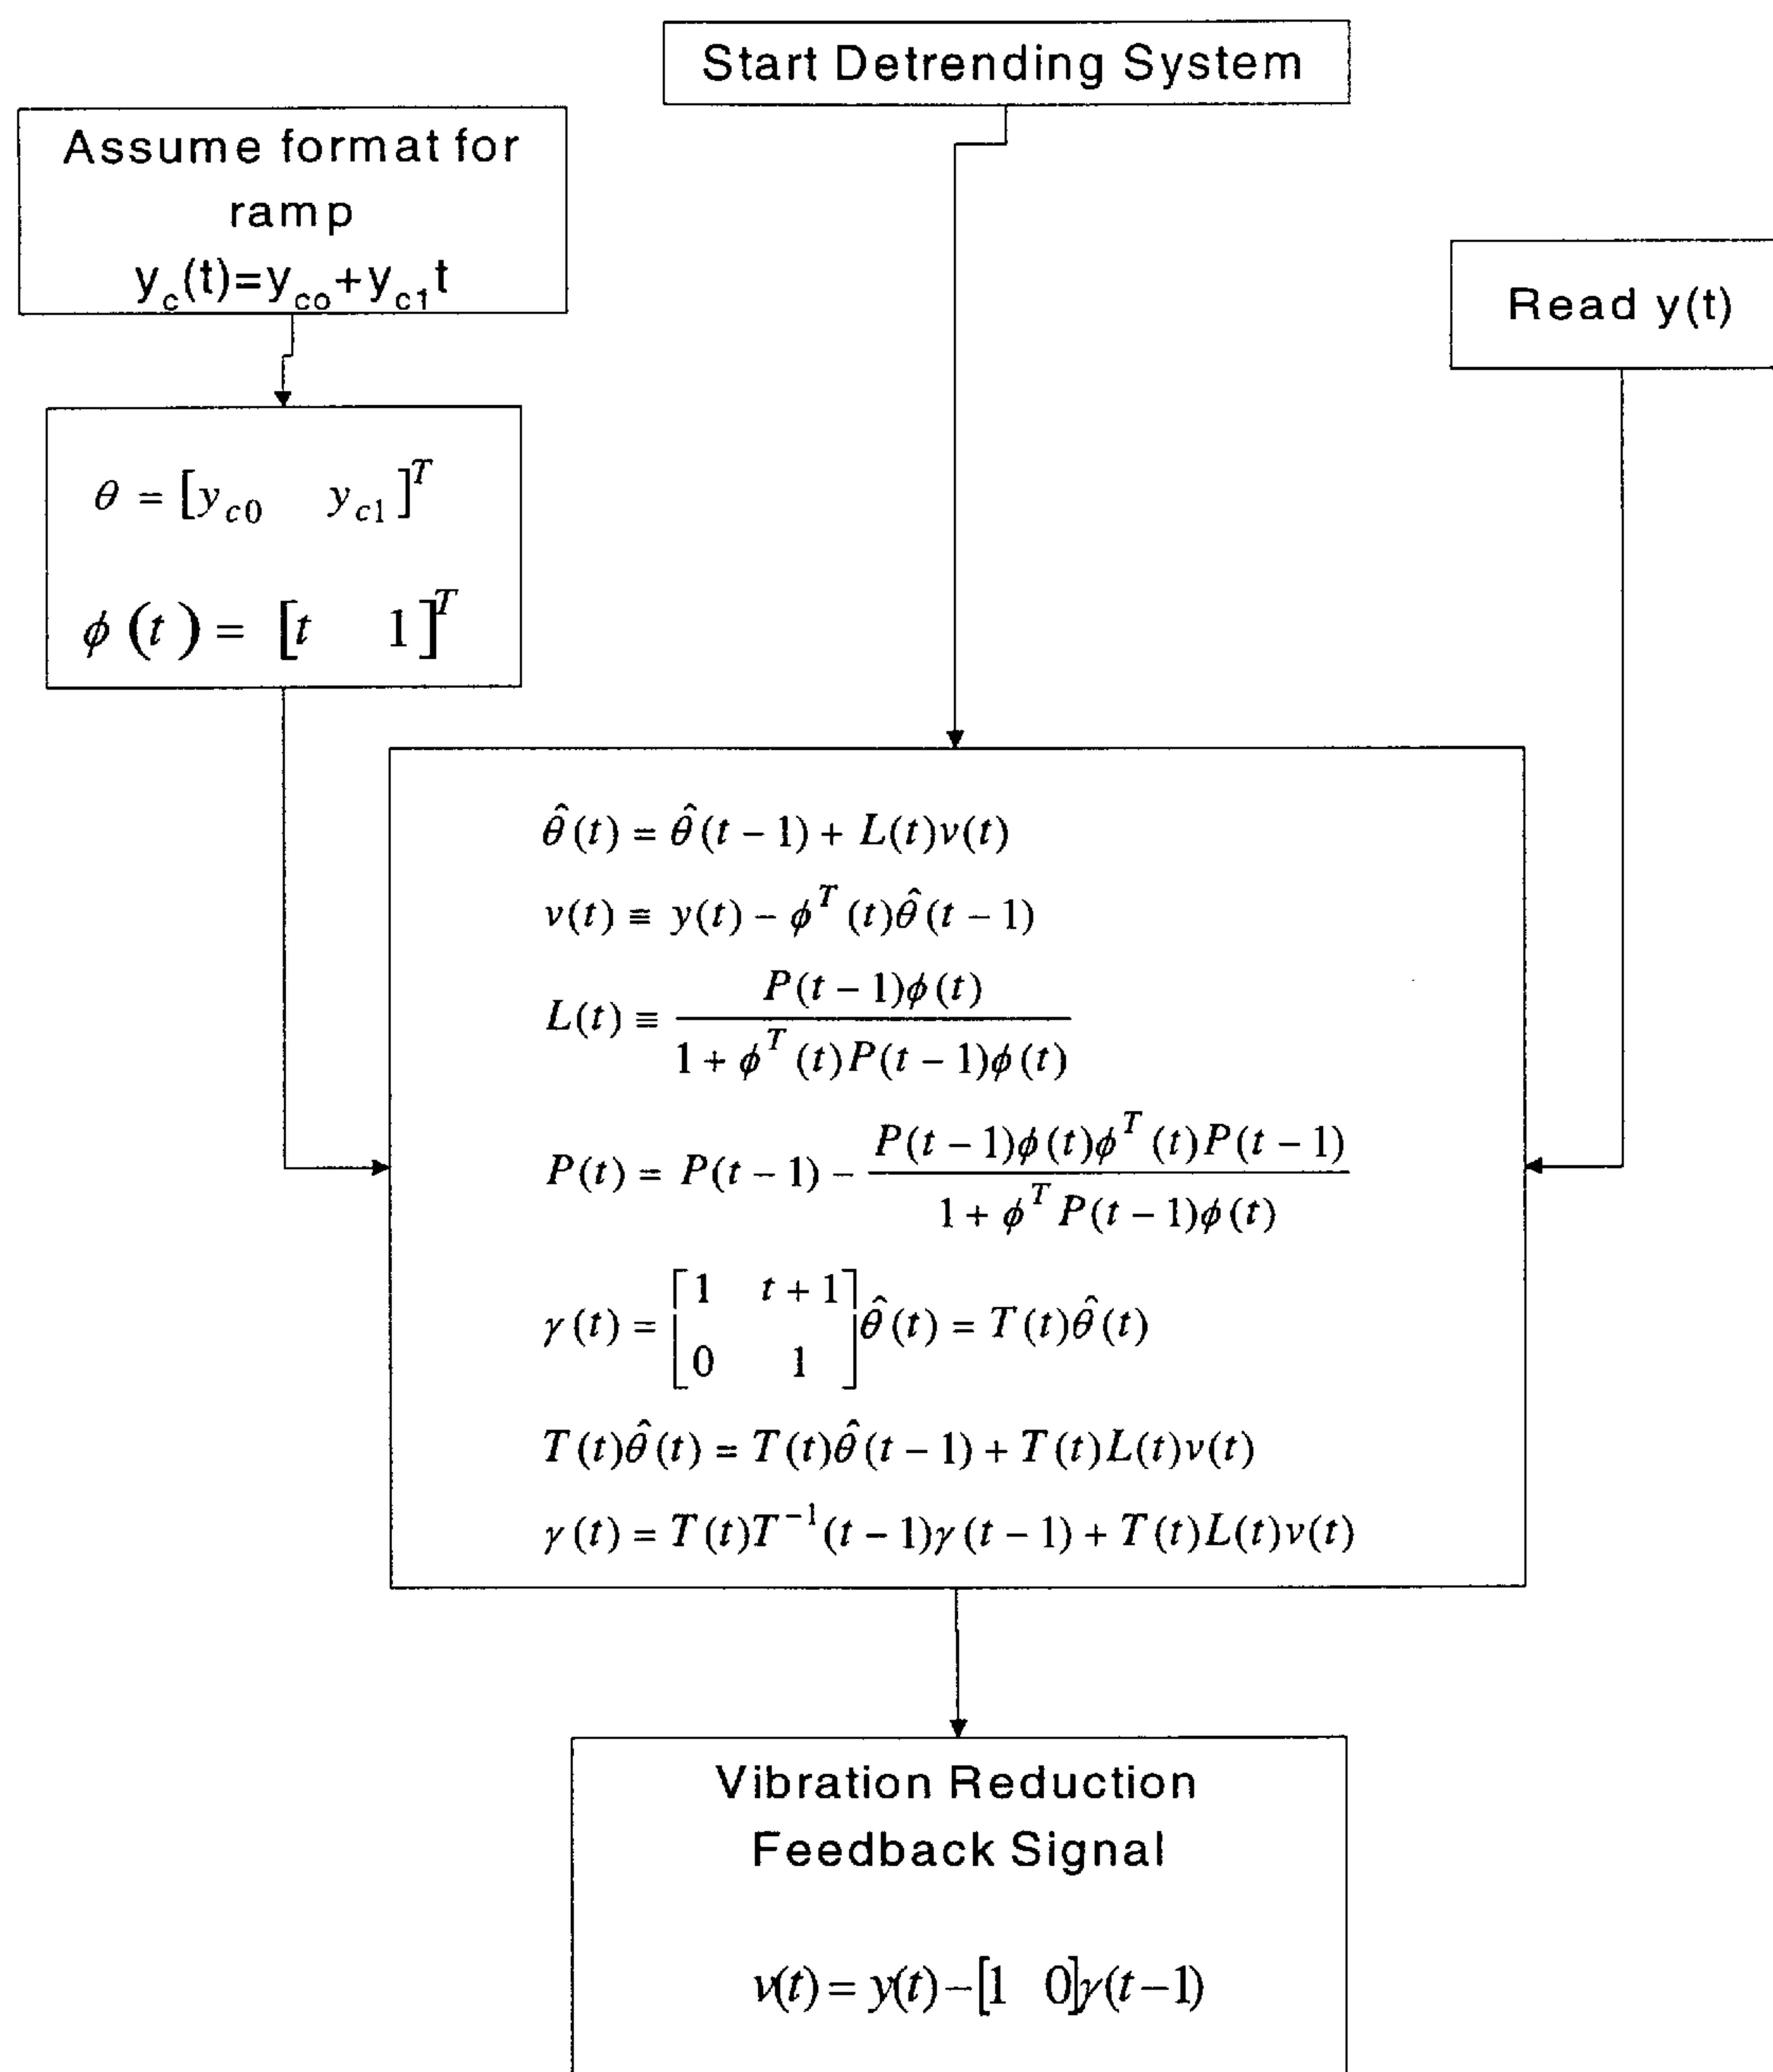 Start Detrending System
Assume format for
ramp
y_c(t)=y_co+y_c1t
Read y(t)
θ = [y_c0 y_c1]^T
ϕ(t) = [t 1]^T
θ̂(t) = θ̂(t − 1) + L(t)v(t)
v(t) ≡ y(t) − ϕ^T(t)θ̂(t − 1)
L(t) ≡ P(t − 1)ϕ(t) / 1 + ϕ^T(t)P(t − 1)ϕ(t)
P(t) = P(t − 1) − P(t − 1)ϕ(t)ϕ^T(t)P(t − 1) / 1 + ϕ^T P(t − 1)ϕ(t)
γ(t) = [1 t + 1; 0 1]θ̂(t) = T(t)θ̂(t)
T(t)θ̂(t) = T(t)θ̂(t − 1) + T(t)L(t)v(t)
γ(t) = T(t)T^−1(t − 1)γ(t − 1) + T(t)L(t)v(t)
Vibration Reduction
Feedback Signal
v(t) = y(t) − [1 0]γ(t − 1)